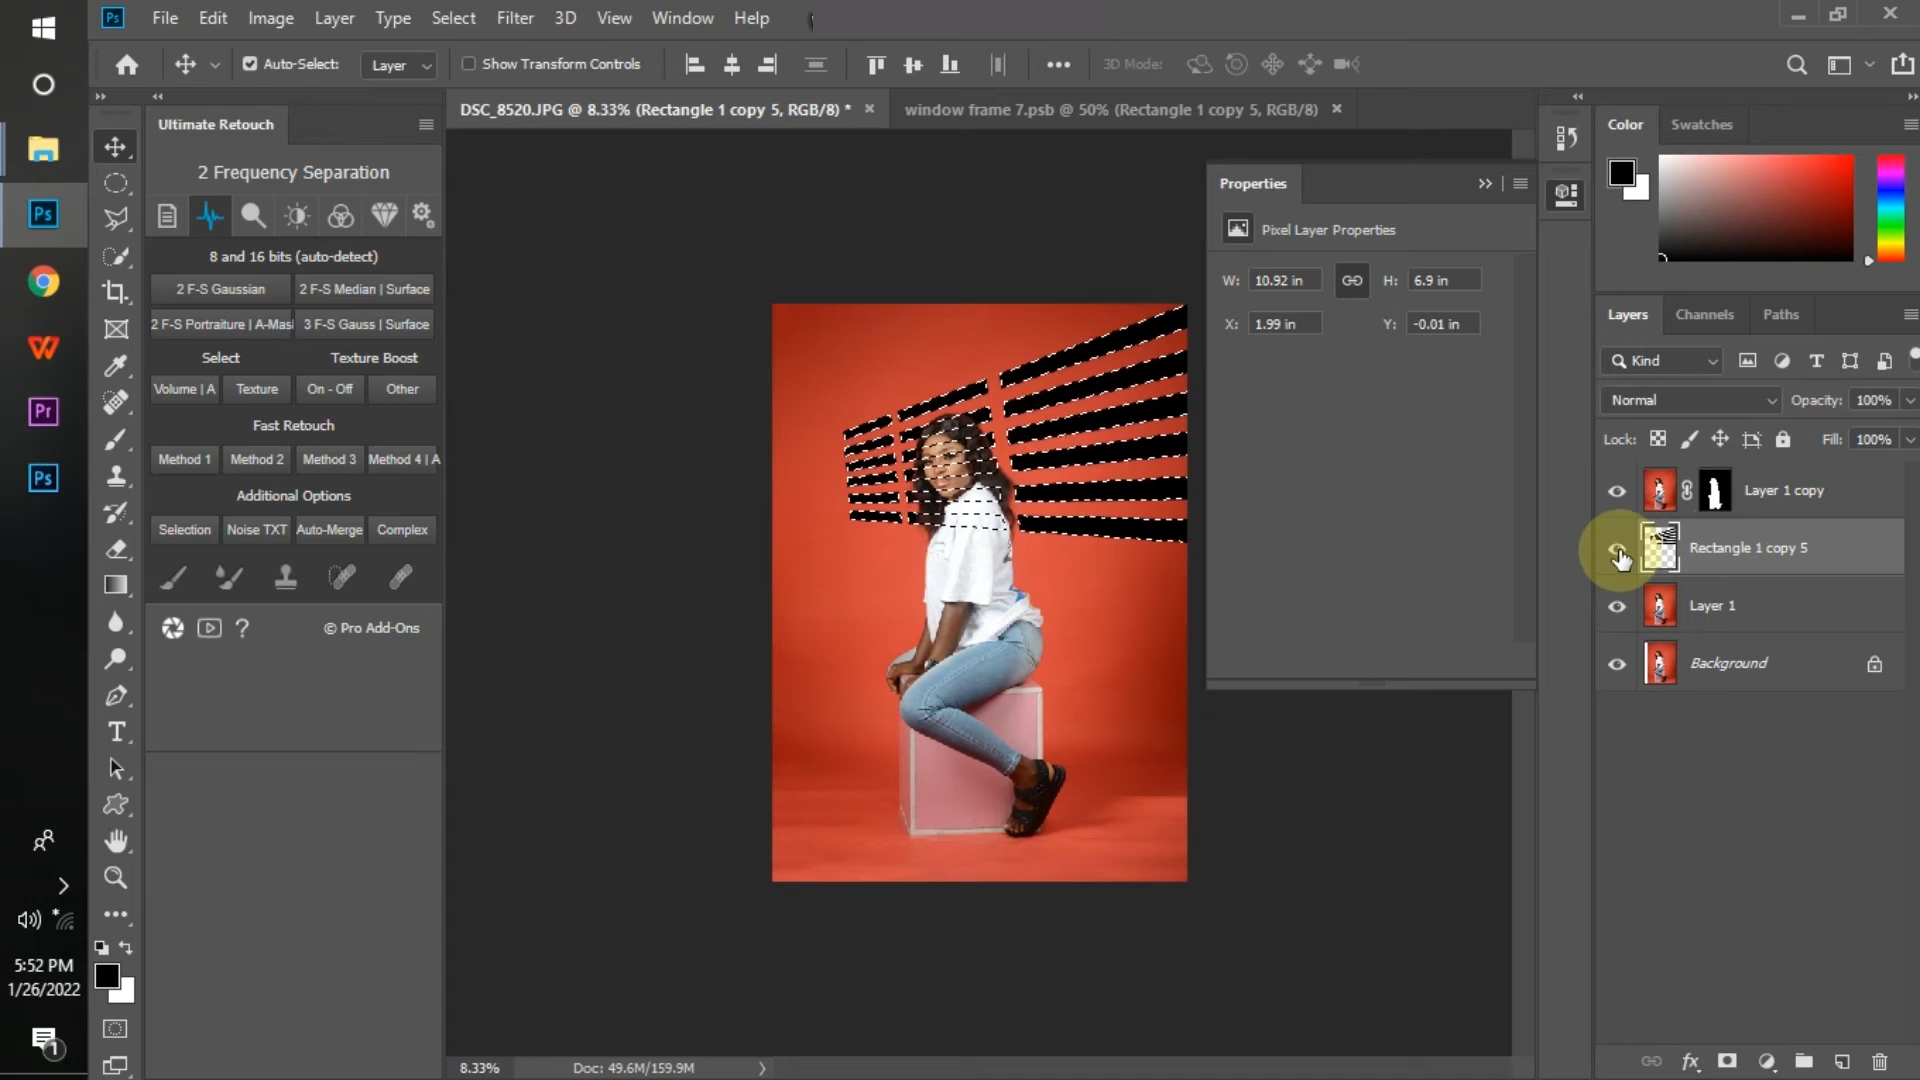 Ps File Edit Image Layer Type Select Filter 3D View Window Help
Auto-Select: Layer Show Transform Controls 3D Mode:
DSC_8520.JPG @ 8.33% (Rectangle 1 copy 5, RGB/8) * window frame 7.psb @ 50% (Rectangle 1 copy 5, RGB/8)
Ultimate Retouch
2 Frequency Separation
8 and 16 bits (auto-detect)
2 F-S Gaussian 2 F-S Median | Surface
2 F-S Portraiture | A-Mas 3 F-S Gauss | Surface
Select Texture Boost
Volume | A Texture On - Off Other
Fast Retouch
Method 1 Method 2 Method 3 Method 4 | A
Additional Options
Selection Noise TXT Auto-Merge Complex
© Pro Add-Ons
Properties
Pixel Layer Properties
W: 10.92 in H: 6.9 in
X: 1.99 in Y: -0.01 in
Color Swatches
Layers Channels Paths
Kind
Normal Opacity: 100%
Lock: Fill: 100%
Layer 1 copy
Rectangle 1 copy 5
Layer 1
Background
Ps
W
Pr
Ps
5:52 PM
1/26/2022
1
8.33% Doc: 49.6M/159.9M